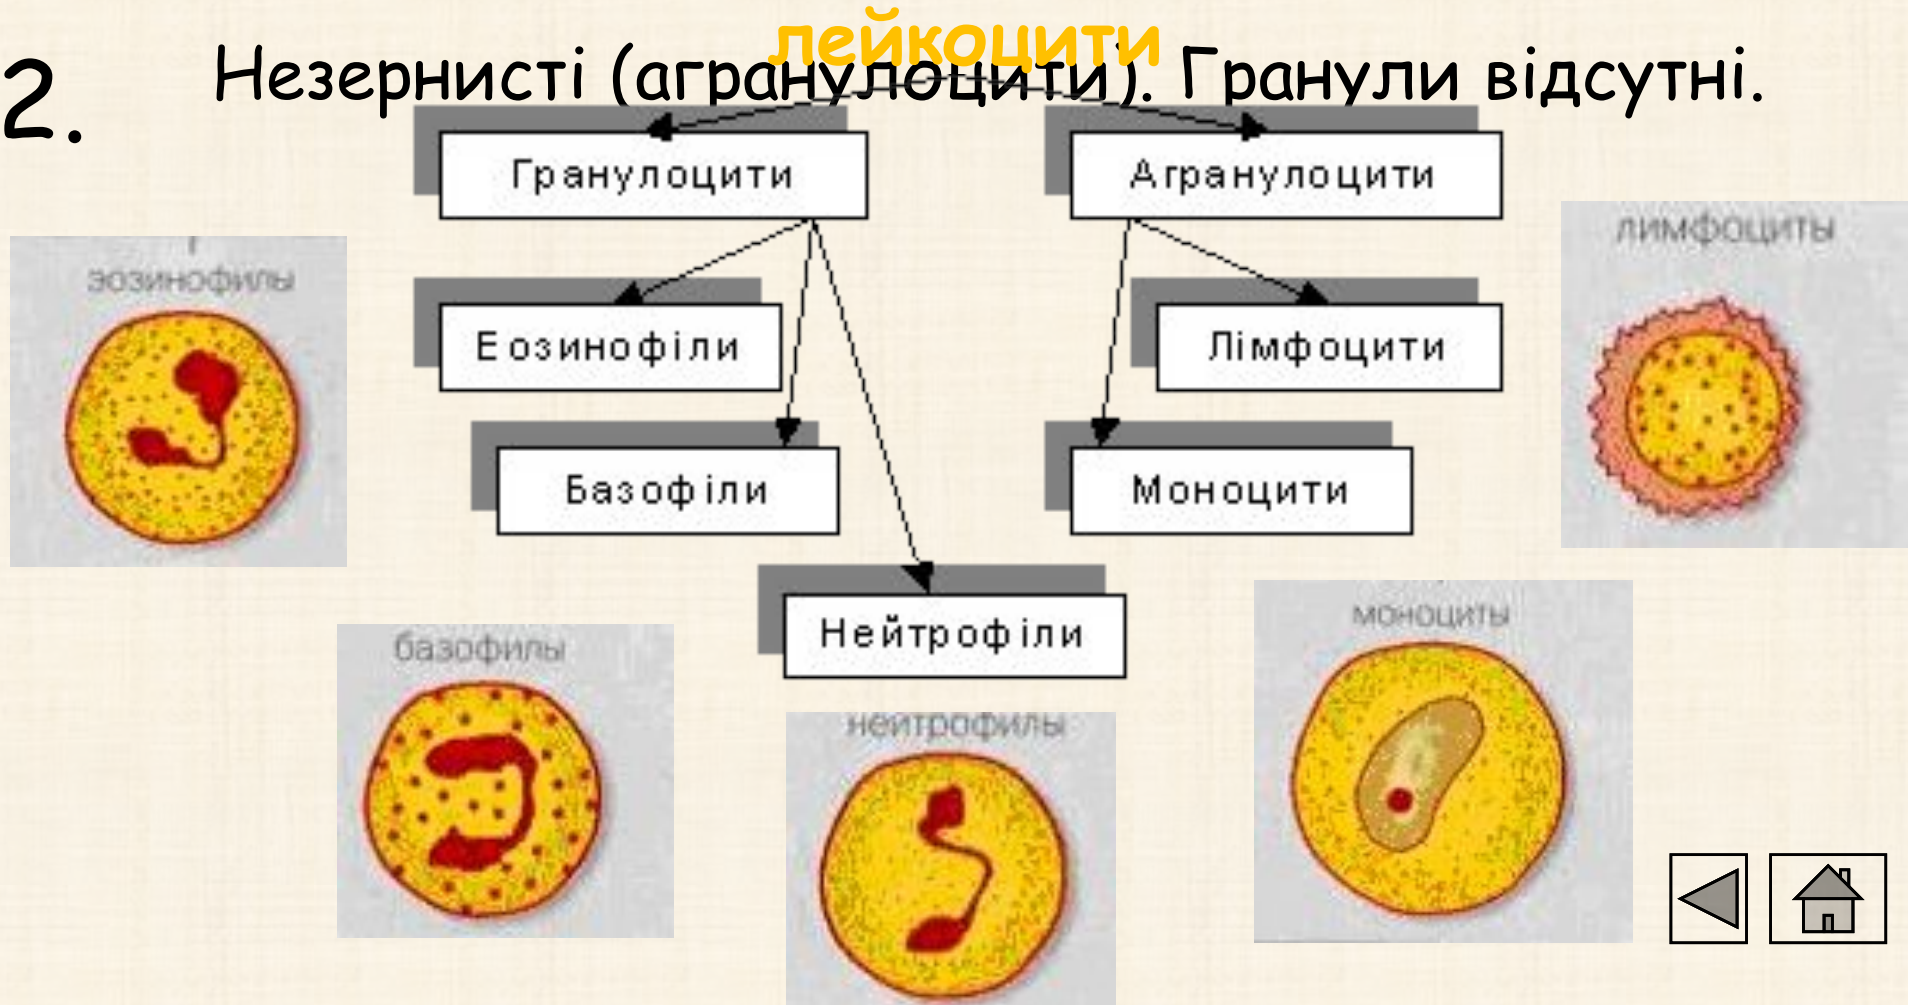 лейкоцити
2. Незернисті (агранулоцити). Гранули відсутні.
Гранулоцити
Агранулоцити
лимфоциты
эозинофилы
Еозинофіли
Лімфоцити
Базофіли
Моноцити
Нейтрофіли
моноциты
базофилы
нейтрофилы